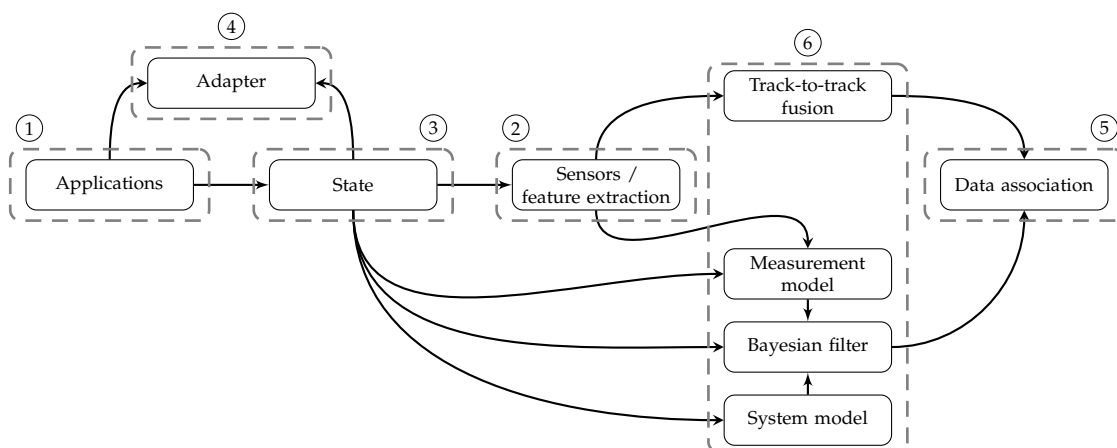 4
Adapter
6
Track-to-track
fusion
1
Applications
3
State
2
Sensors /
feature extraction
5
Data association
Measurement
model
Bayesian filter
System model